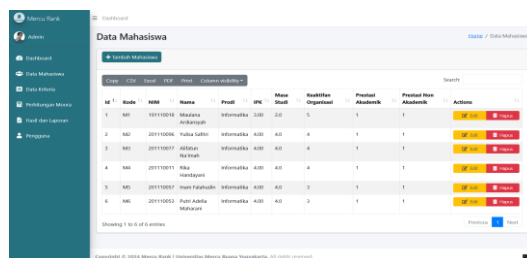 Mercu Rank
Dashboard
Admin
Data Mahasiswa
Home / Data Mahasiswa
Dashboard
+ Tambah Mahasiswa
Data Mahasiswa
Data Kriteria
Copy CSV Excel PDF Print Column visibility
Search:
Perhitungan Moora
Hasil dan Laporan
Pengguna
Id Kode NIM Nama Prodi IPK Masa Studi Keaktifan Organisasi Prestasi Akademik Prestasi Non Akademik Actions
1 M1 191110018 Maulana Ardiansyah Informatika 3.00 2.0 5 1 1 Edit Hapus
2 M2 201110096 Yulisa Safitri Informatika 4.00 4.0 4 1 1 Edit Hapus
3 M3 201110077 Alifatun Ra'imah Informatika 4.00 4.0 4 1 1 Edit Hapus
4 M4 201110011 Rika Handayani Informatika 4.00 4.0 4 1 1 Edit Hapus
5 M5 201110057 Inam Falahudin Informatika 4.00 4.0 3 1 1 Edit Hapus
6 M6 201110053 Putri Adelia Maharani Informatika 4.00 4.0 3 1 1 Edit Hapus
Showing 1 to 6 of 6 entries
Previous 1 Next
Copyright © 2024 Mercu Rank | Universitas Mercu Buana Yogyakarta. All rights reserved.